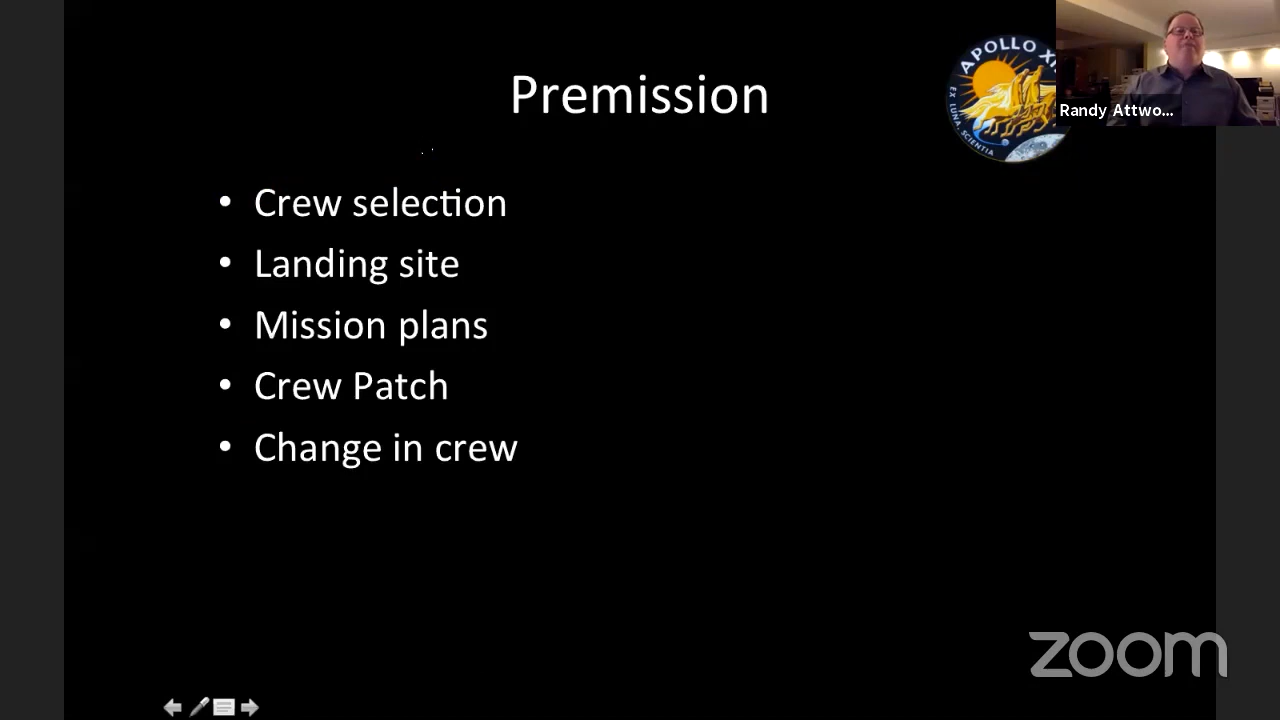 Premission
APOLLO XIII
EX LUNA, SCIENTIA
Randy Attwo...
• Crew selection
• Landing site
• Mission plans
• Crew Patch
• Change in crew
zoom